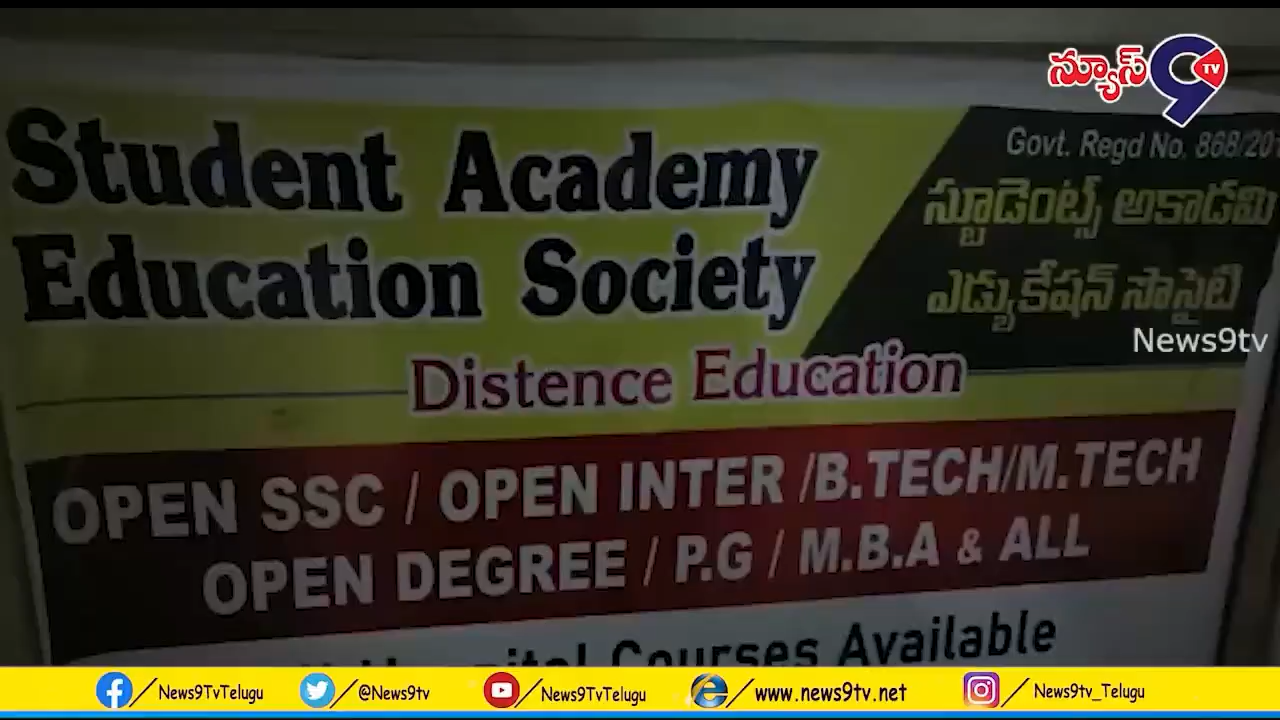 న్యూస్ 9 TV
Student Academy
Education Society
Govt. Regd No. 868/20
స్టూడెంట్స్ అకాడమి
ఎడ్యుకేషన్ సొసైటి
News9tv
Distence Education
OPEN SSC / OPEN INTER /B.TECH/M.TECH
OPEN DEGREE / P.G / M.B.A & ALL
Courses Available
News9TvTelugu
@News9tv
News9TvTelugu
www.news9tv.net
News9tv_Telugu